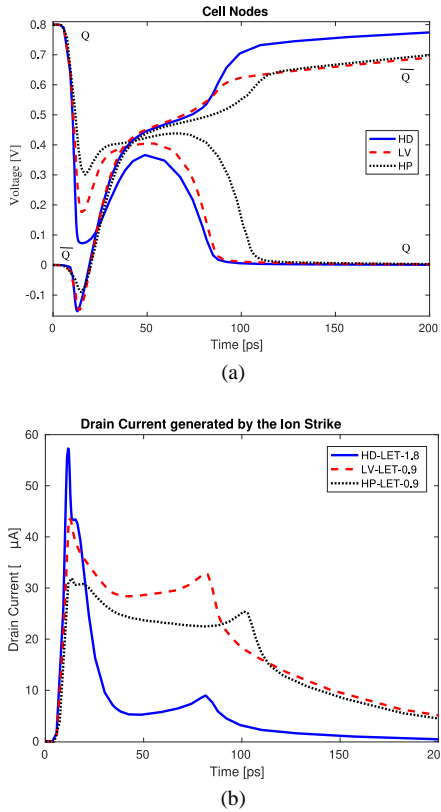 Cell Nodes
0.8
0.7
0.6
0.5
0.4
0.3
0.2
0.1
0
-0.1
Voltage [V]
Q
Q
HD
LV
HP
Q
Q
0
50
100
150
200
Time [ps]
(a)
Drain Current generated by the Ion Strike
60
50
40
30
20
10
0
Drain Current [ μA]
HD-LET-1.8
LV-LET-0.9
HP-LET-0.9
0
50
100
150
200
Time [ps]
(b)